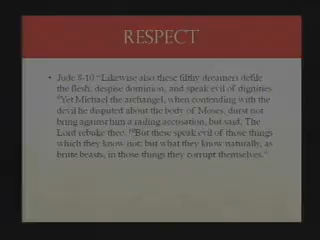 RESPECT
• Jude 8-10 "Likewise also these filthy dreamers defile
the flesh, despise dominion, and speak evil of dignities.
⁹Yet Michael the archangel, when contending with the
devil he disputed about the body of Moses, durst not
bring against him a railing accusation, but said, The
Lord rebuke thee. ¹⁰But these speak evil of those things
which they know not: but what they know naturally, as
brute beasts, in those things they corrupt themselves."